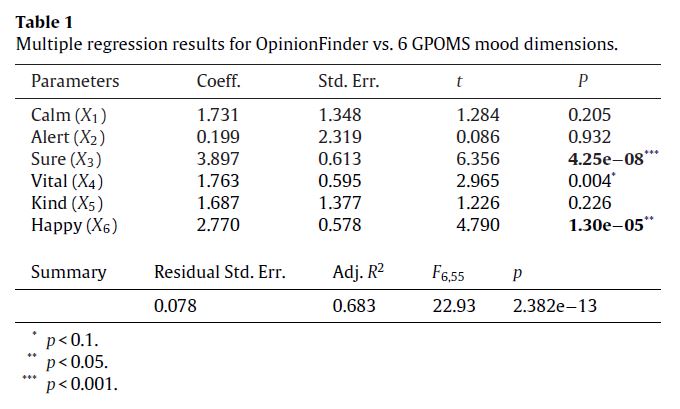 Table 1
Multiple regression results for OpinionFinder vs. 6 GPOMS mood dimensions.
Parameters Coeff. Std. Err. t P
Calm (X₁) 1.731 1.348 1.284 0.205
Alert (X₂) 0.199 2.319 0.086 0.932
Sure (X₃) 3.897 0.613 6.356 4.25e−08***
Vital (X₄) 1.763 0.595 2.965 0.004*
Kind (X₅) 1.687 1.377 1.226 0.226
Happy (X₆) 2.770 0.578 4.790 1.30e−05**
Summary Residual Std. Err. Adj. R² F₆,₅₅ p
0.078 0.683 22.93 2.382e−13
* p < 0.1.
** p < 0.05.
*** p < 0.001.